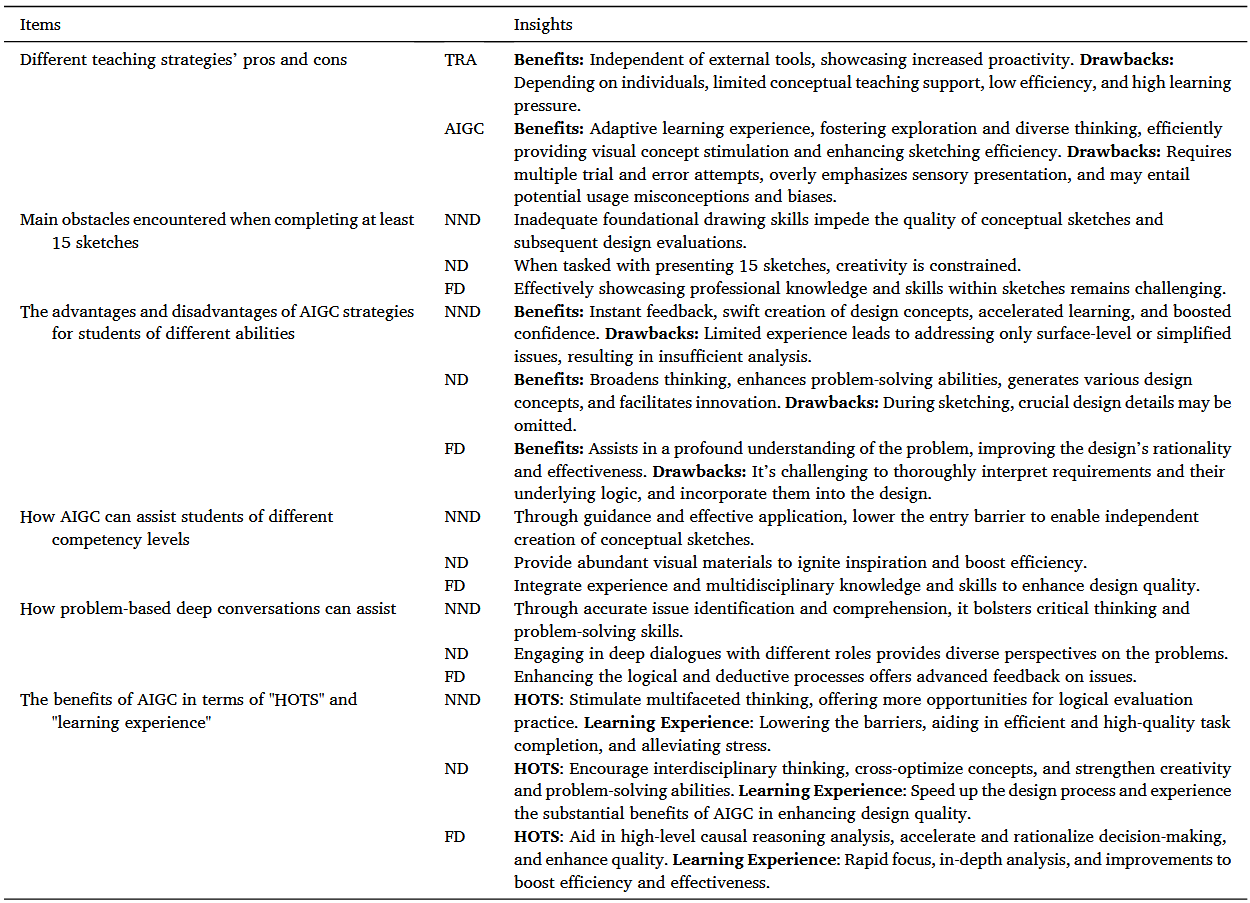 Items Insights
Different teaching strategies’ pros and cons TRA Benefits: Independent of external tools, showcasing increased proactivity. Drawbacks:
Depending on individuals, limited conceptual teaching support, low efficiency, and high learning
pressure.
AIGC Benefits: Adaptive learning experience, fostering exploration and diverse thinking, efficiently
providing visual concept stimulation and enhancing sketching efficiency. Drawbacks: Requires
multiple trial and error attempts, overly emphasizes sensory presentation, and may entail
potential usage misconceptions and biases.
Main obstacles encountered when completing at least NND Inadequate foundational drawing skills impede the quality of conceptual sketches and
15 sketches subsequent design evaluations.
ND When tasked with presenting 15 sketches, creativity is constrained.
FD Effectively showcasing professional knowledge and skills within sketches remains challenging.
The advantages and disadvantages of AIGC strategies NND Benefits: Instant feedback, swift creation of design concepts, accelerated learning, and boosted
for students of different abilities confidence. Drawbacks: Limited experience leads to addressing only surface-level or simplified
issues, resulting in insufficient analysis.
ND Benefits: Broadens thinking, enhances problem-solving abilities, generates various design
concepts, and facilitates innovation. Drawbacks: During sketching, crucial design details may be
omitted.
FD Benefits: Assists in a profound understanding of the problem, improving the design’s rationality
and effectiveness. Drawbacks: It’s challenging to thoroughly interpret requirements and their
underlying logic, and incorporate them into the design.
How AIGC can assist students of different NND Through guidance and effective application, lower the entry barrier to enable independent
competency levels creation of conceptual sketches.
ND Provide abundant visual materials to ignite inspiration and boost efficiency.
FD Integrate experience and multidisciplinary knowledge and skills to enhance design quality.
How problem-based deep conversations can assist NND Through accurate issue identification and comprehension, it bolsters critical thinking and
problem-solving skills.
ND Engaging in deep dialogues with different roles provides diverse perspectives on the problems.
FD Enhancing the logical and deductive processes offers advanced feedback on issues.
The benefits of AIGC in terms of "HOTS" and NND HOTS: Stimulate multifaceted thinking, offering more opportunities for logical evaluation
"learning experience" practice. Learning Experience: Lowering the barriers, aiding in efficient and high-quality task
completion, and alleviating stress.
ND HOTS: Encourage interdisciplinary thinking, cross-optimize concepts, and strengthen creativity
and problem-solving abilities. Learning Experience: Speed up the design process and experience
the substantial benefits of AIGC in enhancing design quality.
FD HOTS: Aid in high-level causal reasoning analysis, accelerate and rationalize decision-making,
and enhance quality. Learning Experience: Rapid focus, in-depth analysis, and improvements to
boost efficiency and effectiveness.